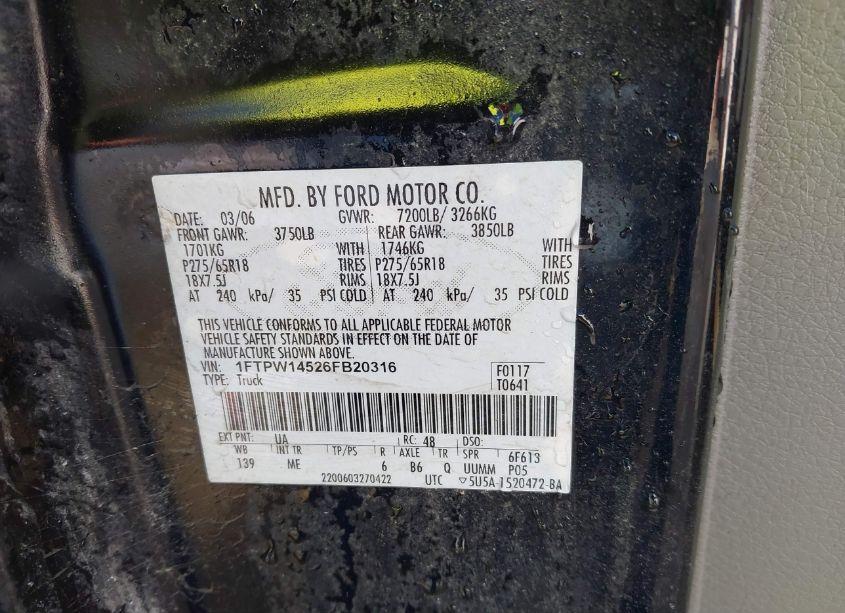 MFD. BY FORD MOTOR CO.
DATE: 03/06 GVWR: 7200LB/ 3266KG
FRONT GAWR: 3750LB REAR GAWR: 3850LB
1701KG WITH 1746KG WITH
P275/65R18 TIRES P275/65R18 TIRES
18X7.5J RIMS 18X7.5J RIMS
AT 240 kPa/ 35 PSI COLD AT 240 kPa/ 35 PSI COLD
THIS VEHICLE CONFORMS TO ALL APPLICABLE FEDERAL MOTOR
VEHICLE SAFETY STANDARDS IN EFFECT ON THE DATE OF
MANUFACTURE SHOWN ABOVE.
VIN: 1FTPW14526FB20316 F0117
TYPE: Truck T0641
EXT PNT: UA RC: 48 DSO:
WB INT TR TP/PS R AXLE TR SPR 6F613
139 ME 6 B6 Q UUMM P05
2200603270422 UTC ▽5U5A-1520472-BA